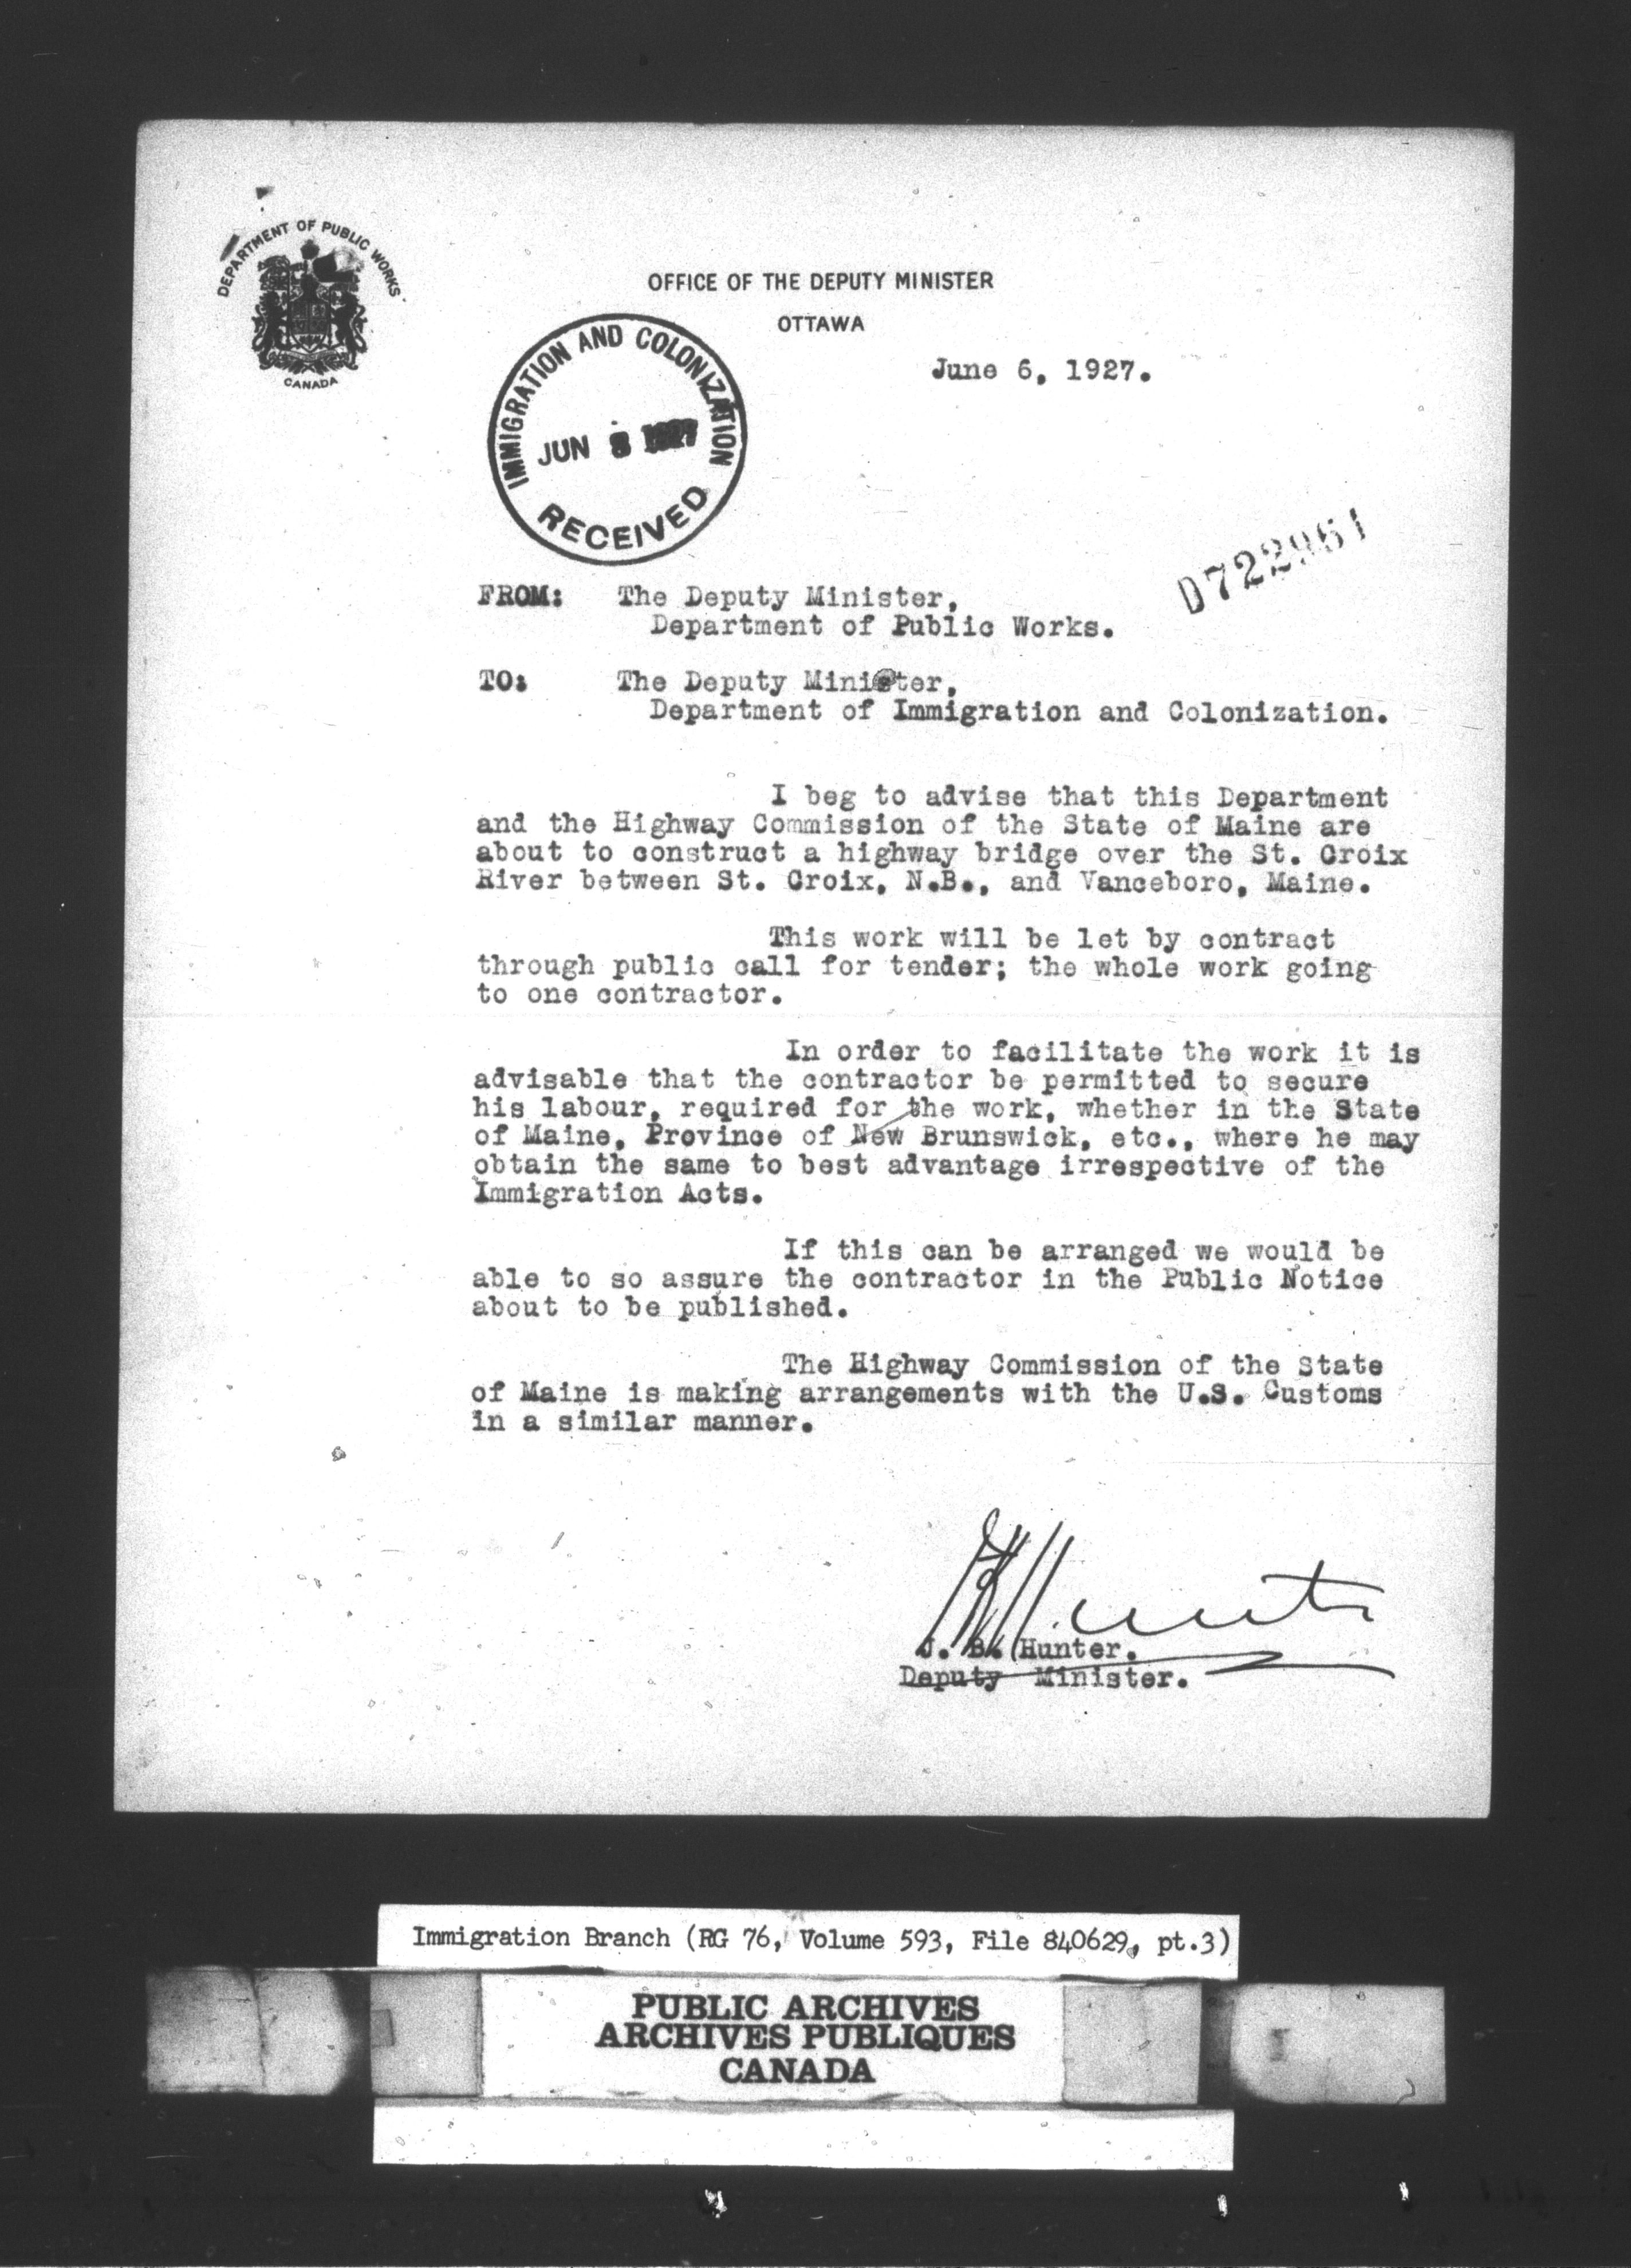 DEPARTMENT OF PUBLIC WORKS
CANADA
OFFICE OF THE DEPUTY MINISTER
OTTAWA
June 6, 1927.
IMMIGRATION AND COLONIZATION
JUN 8 1927
RECEIVED
D722961
FROM: The Deputy Minister,
Department of Public Works.
TO: The Deputy Minister,
Department of Immigration and Colonization.
I beg to advise that this Department
and the Highway Commission of the State of Maine are
about to construct a highway bridge over the St. Croix
River between St. Croix, N.B., and Vanceboro, Maine.
This work will be let by contract
through public call for tender; the whole work going
to one contractor.
In order to facilitate the work it is
advisable that the contractor be permitted to secure
his labour, required for the work, whether in the State
of Maine, Province of New Brunswick, etc., where he may
obtain the same to best advantage irrespective of the
Immigration Acts.
If this can be arranged we would be
able to so assure the contractor in the Public Notice
about to be published.
The Highway Commission of the State
of Maine is making arrangements with the U.S. Customs
in a similar manner.
J B Hunter
J. B. Hunter.
Deputy Minister.
Immigration Branch (RG 76, Volume 593, File 840629, pt.3)
PUBLIC ARCHIVES
ARCHIVES PUBLIQUES
CANADA